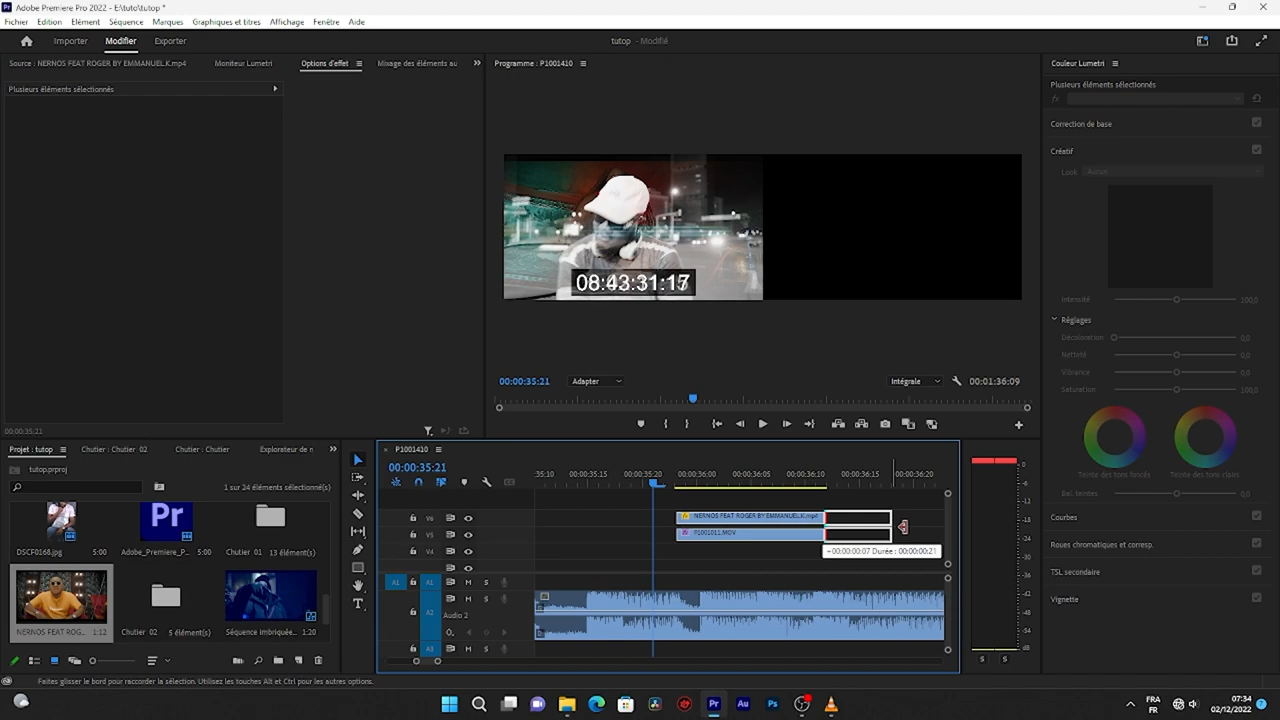 Adobe Premiere Pro 2022 - E:\tuto\tutop *
Fichier Edition Elément Séquence Marques Graphiques et titres Affichage Fenêtre Aide
Importer Modifier Exporter
tutop - Modifié
Source : NERNOS FEAT ROGER BY EMMANUEL.K.mp4 Moniteur Lumetri Options d'effet Mixage des éléments au
Programme : P1001410
Couleur Lumetri
Plusieurs éléments sélectionnés
Plusieurs éléments sélectionnés
fx
Correction de base
Créatif
Look Aucun
08:43:31:17
Intensité 100,0
Réglages
Décoloration 0,0
Netteté 0,0
Vibrance 0,0
Saturation 100,0
00:00:35:21 Adapter Intégrale 00:01:36:09
00:00:35:21
Teinte des tons foncés Teinte des tons clairs
Bal. teintes 0,0
Courbes
Roues chromatiques et corresp.
TSL secondaire
Vignette
Projet : tutop Chutier : Chutier 02 Chutier : Chutier Explorateur de
tutop.prproj
1 sur 24 élément(s) sélectionné(s)
DSCF0168.jpg 5:00 Adobe_Premiere_P... 5:00 Chutier 01 13 élément(s)
Pr
NERNOS FEAT ROG... 1:12 Chutier 02 5 élément(s) Séquence imbriquée... 1:20
P1001410
00:00:35:21
:35:10 00:00:35:15 00:00:35:20 00:00:36:00 00:00:36:05 00:00:36:10 00:00:36:15 00:00:36:20
V6 NERNOS FEAT ROGER BY EMMANUEL.K.mp4
V5 P1001011.MOV
V4
+00:00:00:07 Durée : 00:00:00:21
A1 A1 M S
A2 M S
Audio 2
A3 M S
0
-6
-12
-18
-24
-30
-36
-42
-48
-54
dB
S S
Faites glisser le bord pour raccorder la sélection. Utilisez les touches Alt et Ctrl pour les autres options.
Pr Au Ps
FRA
FR
07:34
02/12/2022